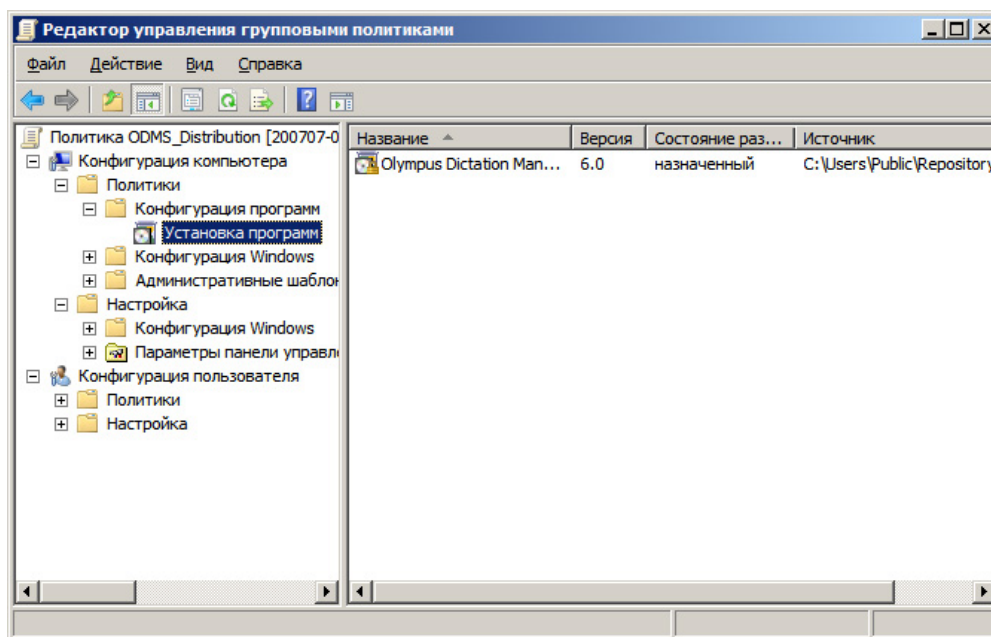 Редактор управления групповыми политиками
Файл Действие Вид Справка
Политика ODMS_Distribution [200707-0
Конфигурация компьютера
Политики
Конфигурация программ
Установка программ
Конфигурация Windows
Административные шаблон
Настройка
Конфигурация Windows
Параметры панели управл
Конфигурация пользователя
Политики
Настройка
Название Версия Состояние раз... Источник
Olympus Dictation Man... 6.0 назначенный C:\Users\Public\Repository